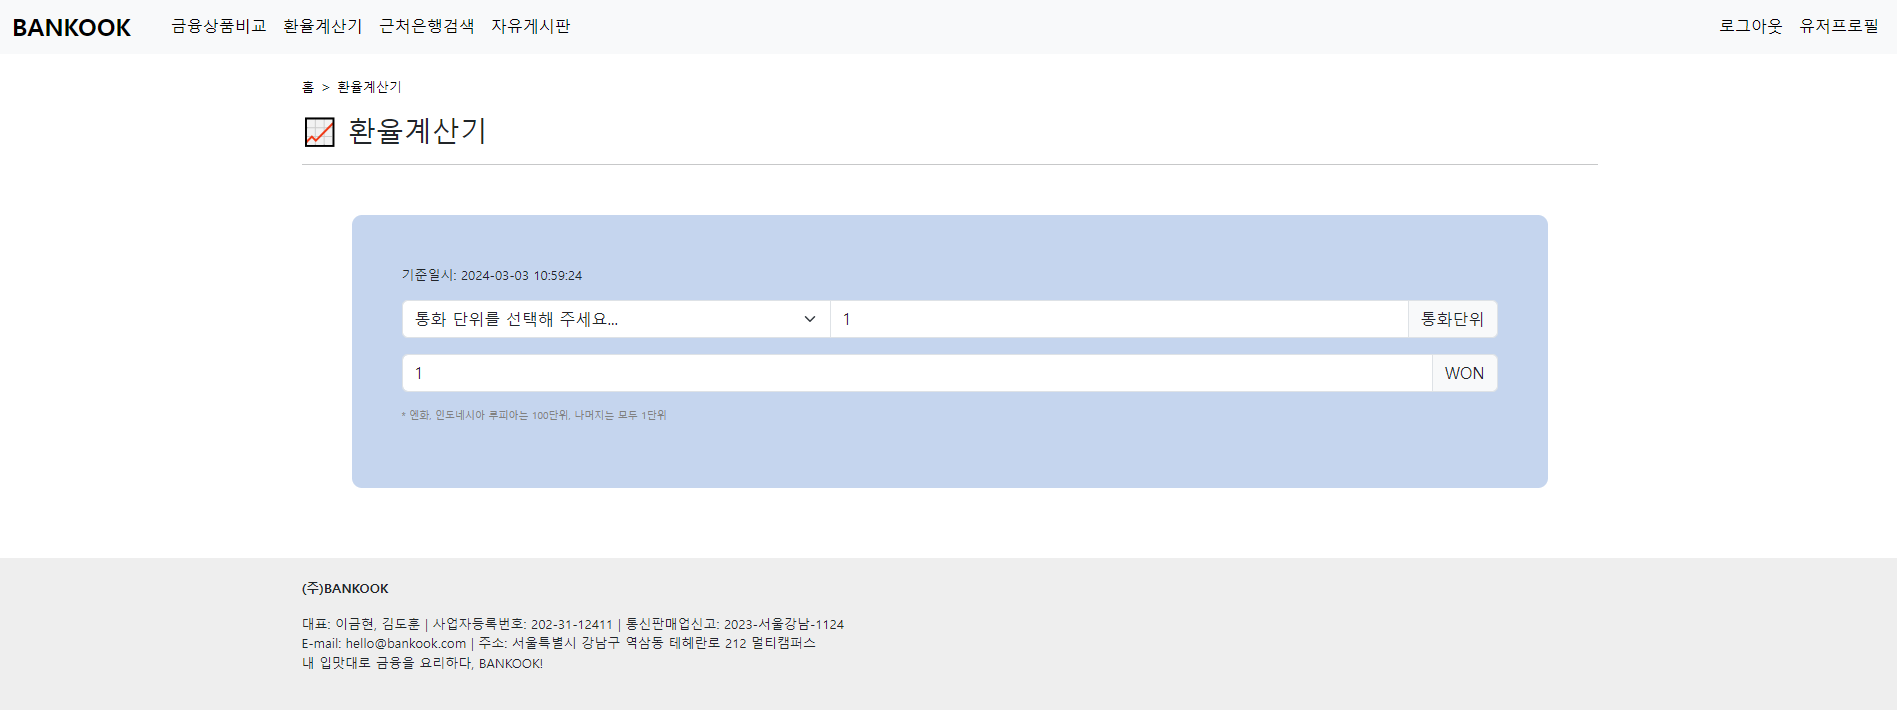 BANKOOK 금융상품비교 환율계산기 근처은행검색 자유게시판 로그아웃 유저프로필
홈 > 환율계산기
환율계산기
기준일시: 2024-03-03 10:59:24
통화 단위를 선택해 주세요... 1 통화단위
1 WON
* 엔화, 인도네시아 루피아는 100단위, 나머지는 모두 1단위
(주)BANKOOK
대표: 이금현, 김도훈 | 사업자등록번호: 202-31-12411 | 통신판매업신고: 2023-서울강남-1124
E-mail: hello@bankook.com | 주소: 서울특별시 강남구 역삼동 테헤란로 212 멀티캠퍼스
내 입맛대로 금융을 요리하다, BANKOOK!